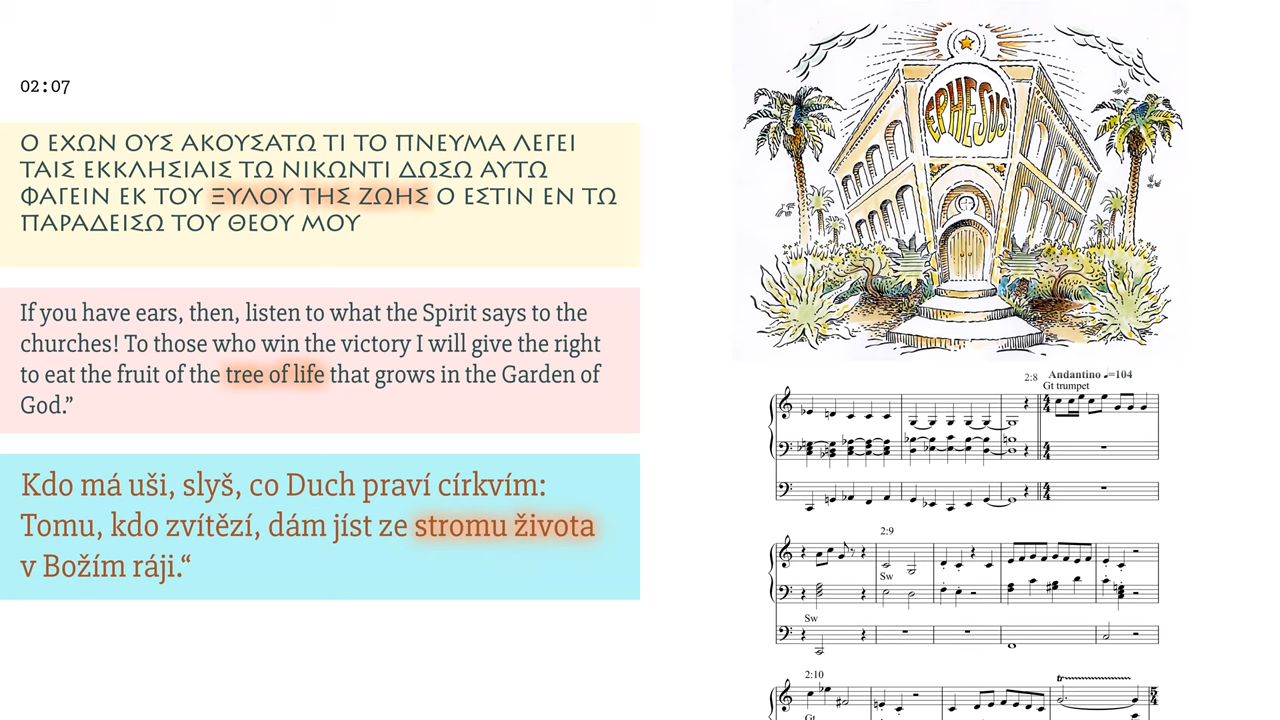 02:07
Ο ΕΧΩΝ ΟΥΣ ΑΚΟΥΣΑΤΩ ΤΙ ΤΟ ΠΝΕΥΜΑ ΛΕΓΕΙ
ΤΑΙΣ ΕΚΚΛΗΣΙΑΙΣ ΤΩ ΝΙΚΩΝΤΙ ΔΩΣΩ ΑΥΤΩ
ΦΑΓΕΙΝ ΕΚ ΤΟΥ ΞΥΛΟΥ ΤΗΣ ΖΩΗΣ Ο ΕΣΤΙΝ ΕΝ ΤΩ
ΠΑΡΑΔΕΙΣΩ ΤΟΥ ΘΕΟΥ ΜΟΥ
If you have ears, then, listen to what the Spirit says to the
churches! To those who win the victory I will give the right
to eat the fruit of the tree of life that grows in the Garden of
God.”
Kdo má uši, slyš, co Duch praví církvím:
Tomu, kdo zvítězí, dám jíst ze stromu života
v Božím ráji.“
EPHESUS
2:8 Andantino ♩=104
Gt trumpet
2:9
Sw
Sw
2:10
tr
Gt